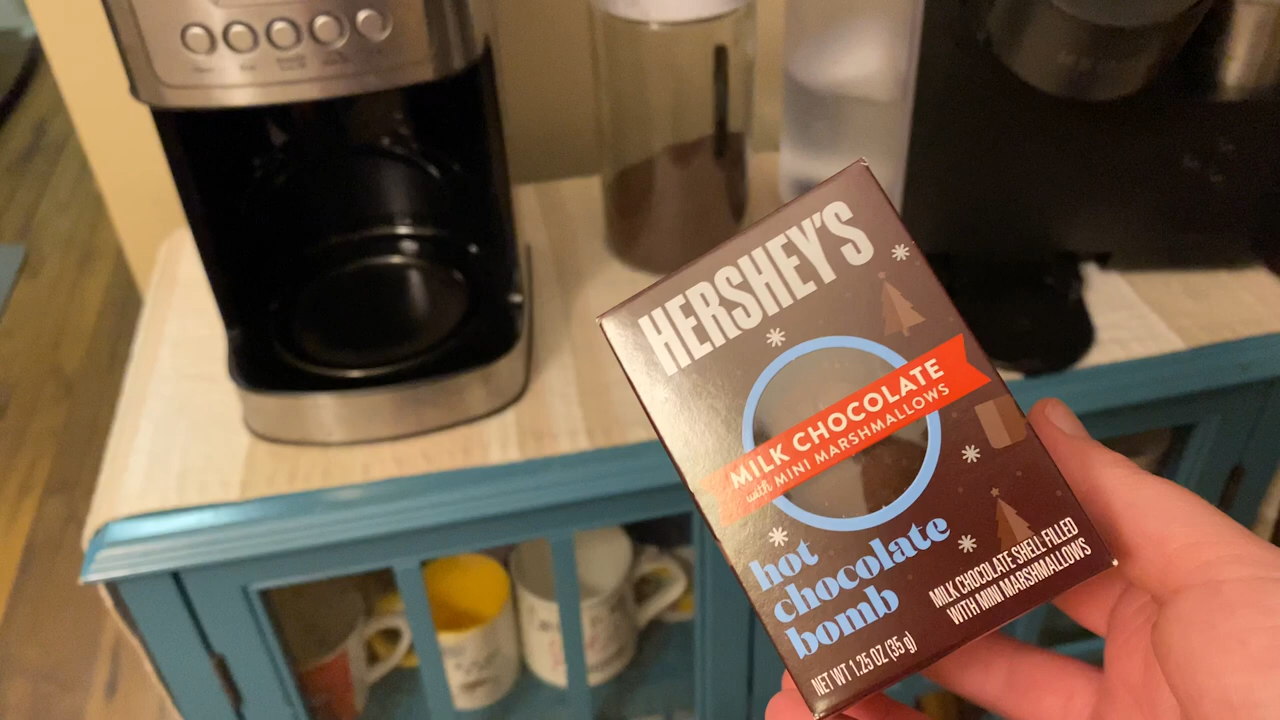 HERSHEY'S
MILK CHOCOLATE
with MINI MARSHMALLOWS
hot
chocolate
bomb
MILK CHOCOLATE SHELL FILLED
WITH MINI MARSHMALLOWS
NET WT 1.25 OZ (35 g)